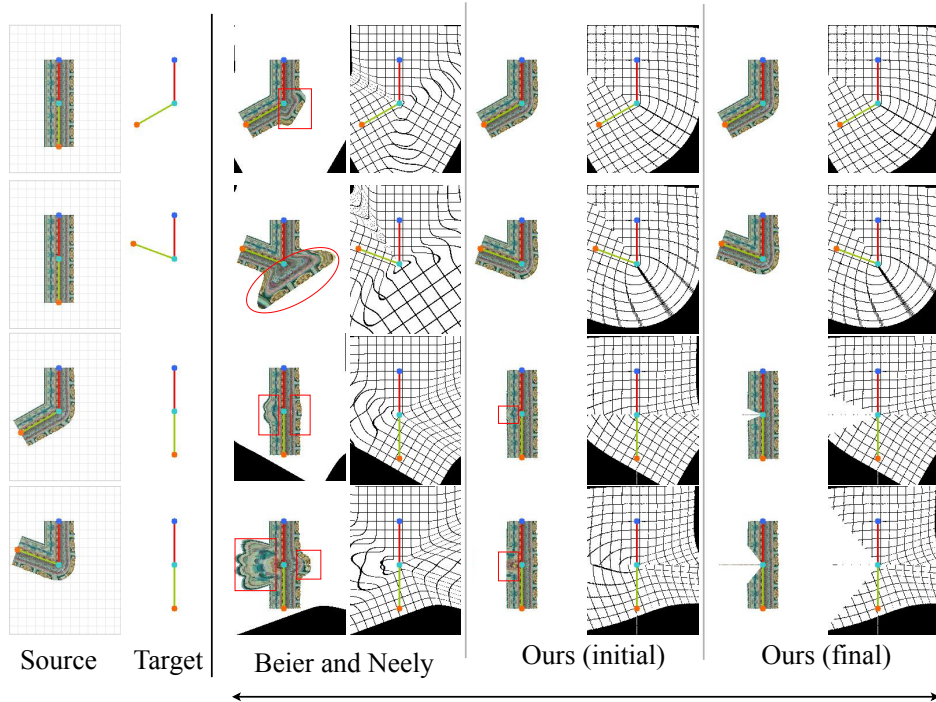 Source
Target
Beier and Neely
Ours (initial)
Ours (final)